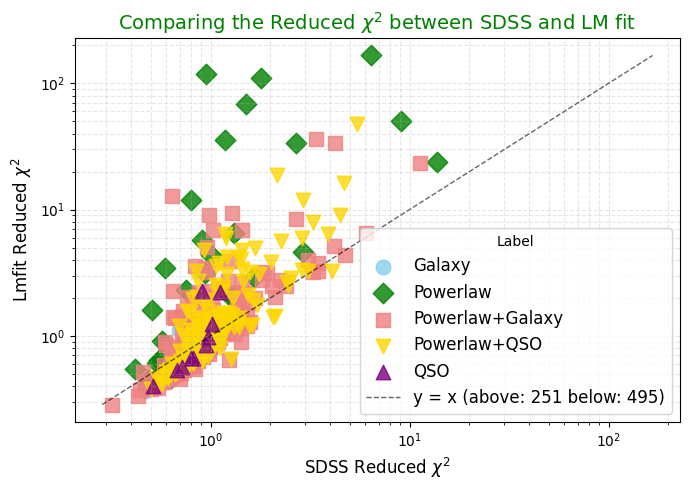 Comparing the Reduced χ² between SDSS and LM fit
Lmfit Reduced χ²
10²
10¹
10⁰
10⁰
10¹
10²
SDSS Reduced χ²
Label
Galaxy
Powerlaw
Powerlaw+Galaxy
Powerlaw+QSO
QSO
y = x (above: 251 below: 495)